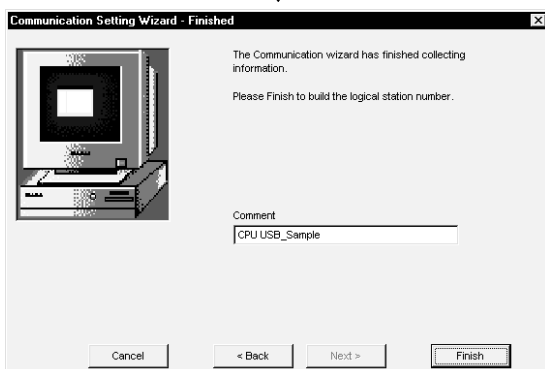 Communication Setting Wizard - Finished
The Communication wizard has finished collecting
information.
Please Finish to build the logical station number.
Comment
CPU USB_Sample
Cancel
< Back
Next >
Finish